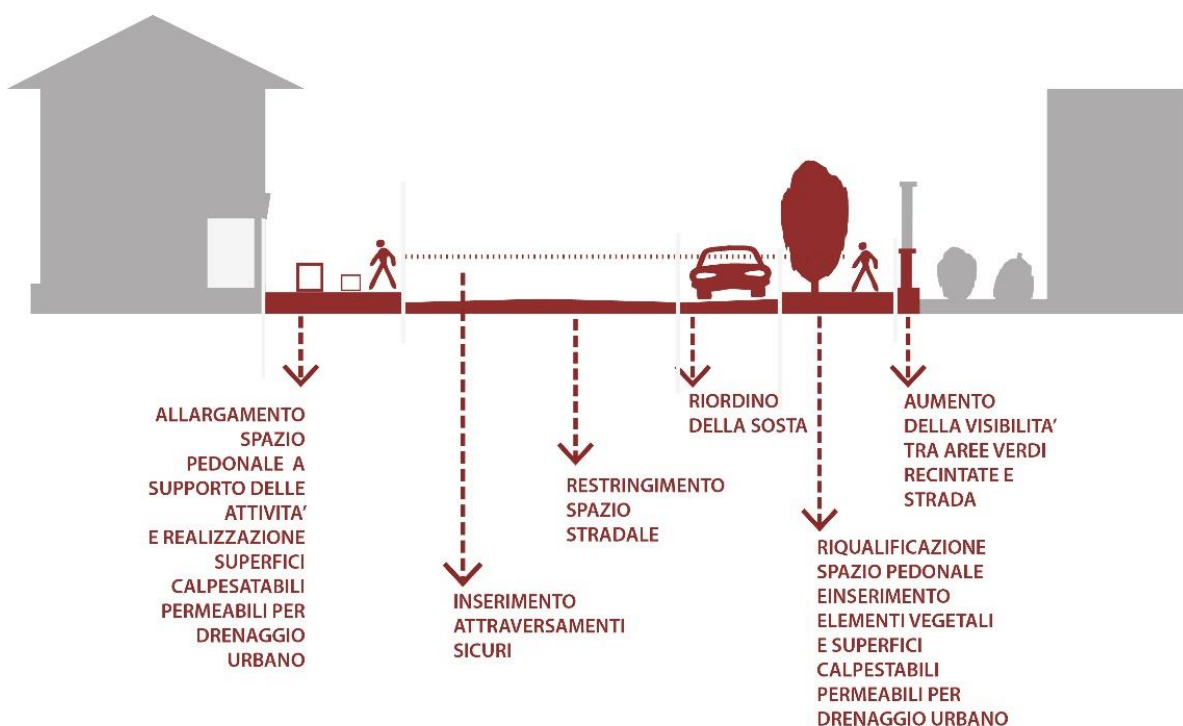 ALLARGAMENTO
SPAZIO
PEDONALE A
SUPPORTO DELLE
ATTIVITA'
E REALIZZAZIONE
SUPERFICI
CALPESATABILI
PERMEABILI PER
DRENAGGIO
URBANO
INSERIMENTO
ATTRAVERSAMENTI
SICURI
RESTRINGIMENTO
SPAZIO
STRADALE
RIORDINO
DELLA SOSTA
RIQUALIFICAZIONE
SPAZIO PEDONALE
EINSERIMENTO
ELEMENTI VEGETALI
E SUPERFICI
CALPESTABILI
PERMEABILI PER
DRENAGGIO URBANO
AUMENTO
DELLA VISIBILITA'
TRA AREE VERDI
RECINTATE E
STRADA